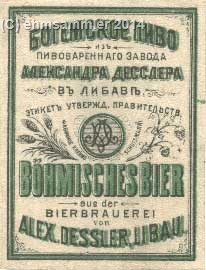 ©ehmsammler2014
БОГЕМСКОЕ ПИВО
ИЗЪ
ПИВОВАРЕННАГО ЗАВОДА
АЛЕКСАНДРА ДЕССЛЕРА
ВЪ ЛИБАВѢ
ЭТИКЕТЪ УТВЕРЖД. ПРАВИТЕЛЬСТВ.
BÖHMISCHES BIER
aus der
BIERBRAUEREI
von
ALEX. DESSLER, LIBAU.